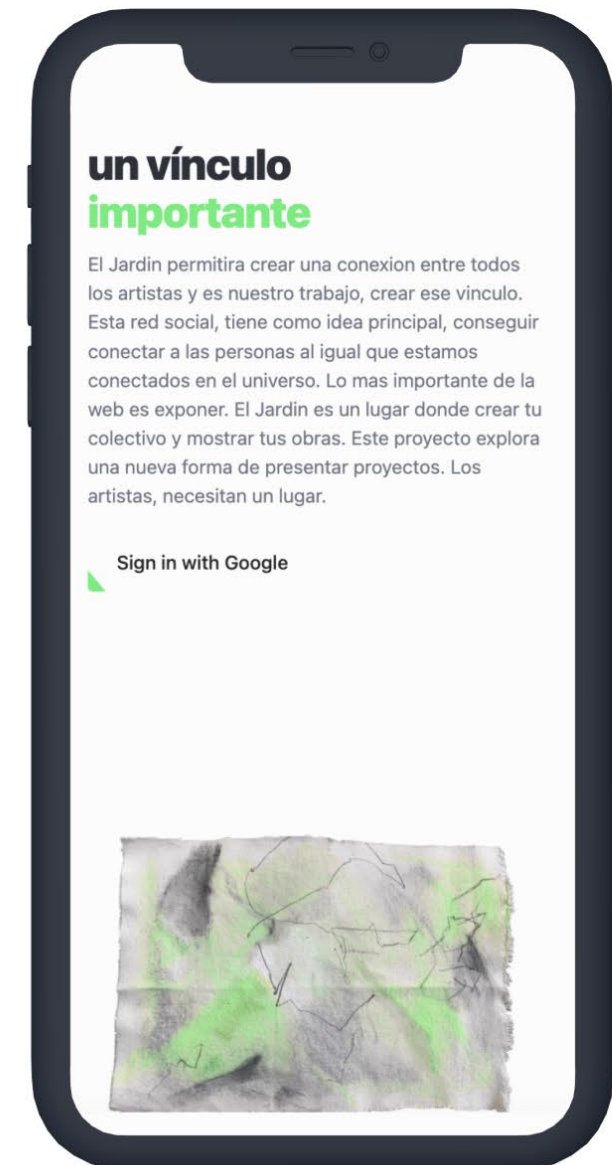 un vínculo
importante
El Jardin permitira crear una conexion entre todos
los artistas y es nuestro trabajo, crear ese vinculo.
Esta red social, tiene como idea principal, conseguir
conectar a las personas al igual que estamos
conectados en el universo. Lo mas importante de la
web es exponer. El Jardin es un lugar donde crear tu
colectivo y mostrar tus obras. Este proyecto explora
una nueva forma de presentar proyectos. Los
artistas, necesitan un lugar.
Sign in with Google